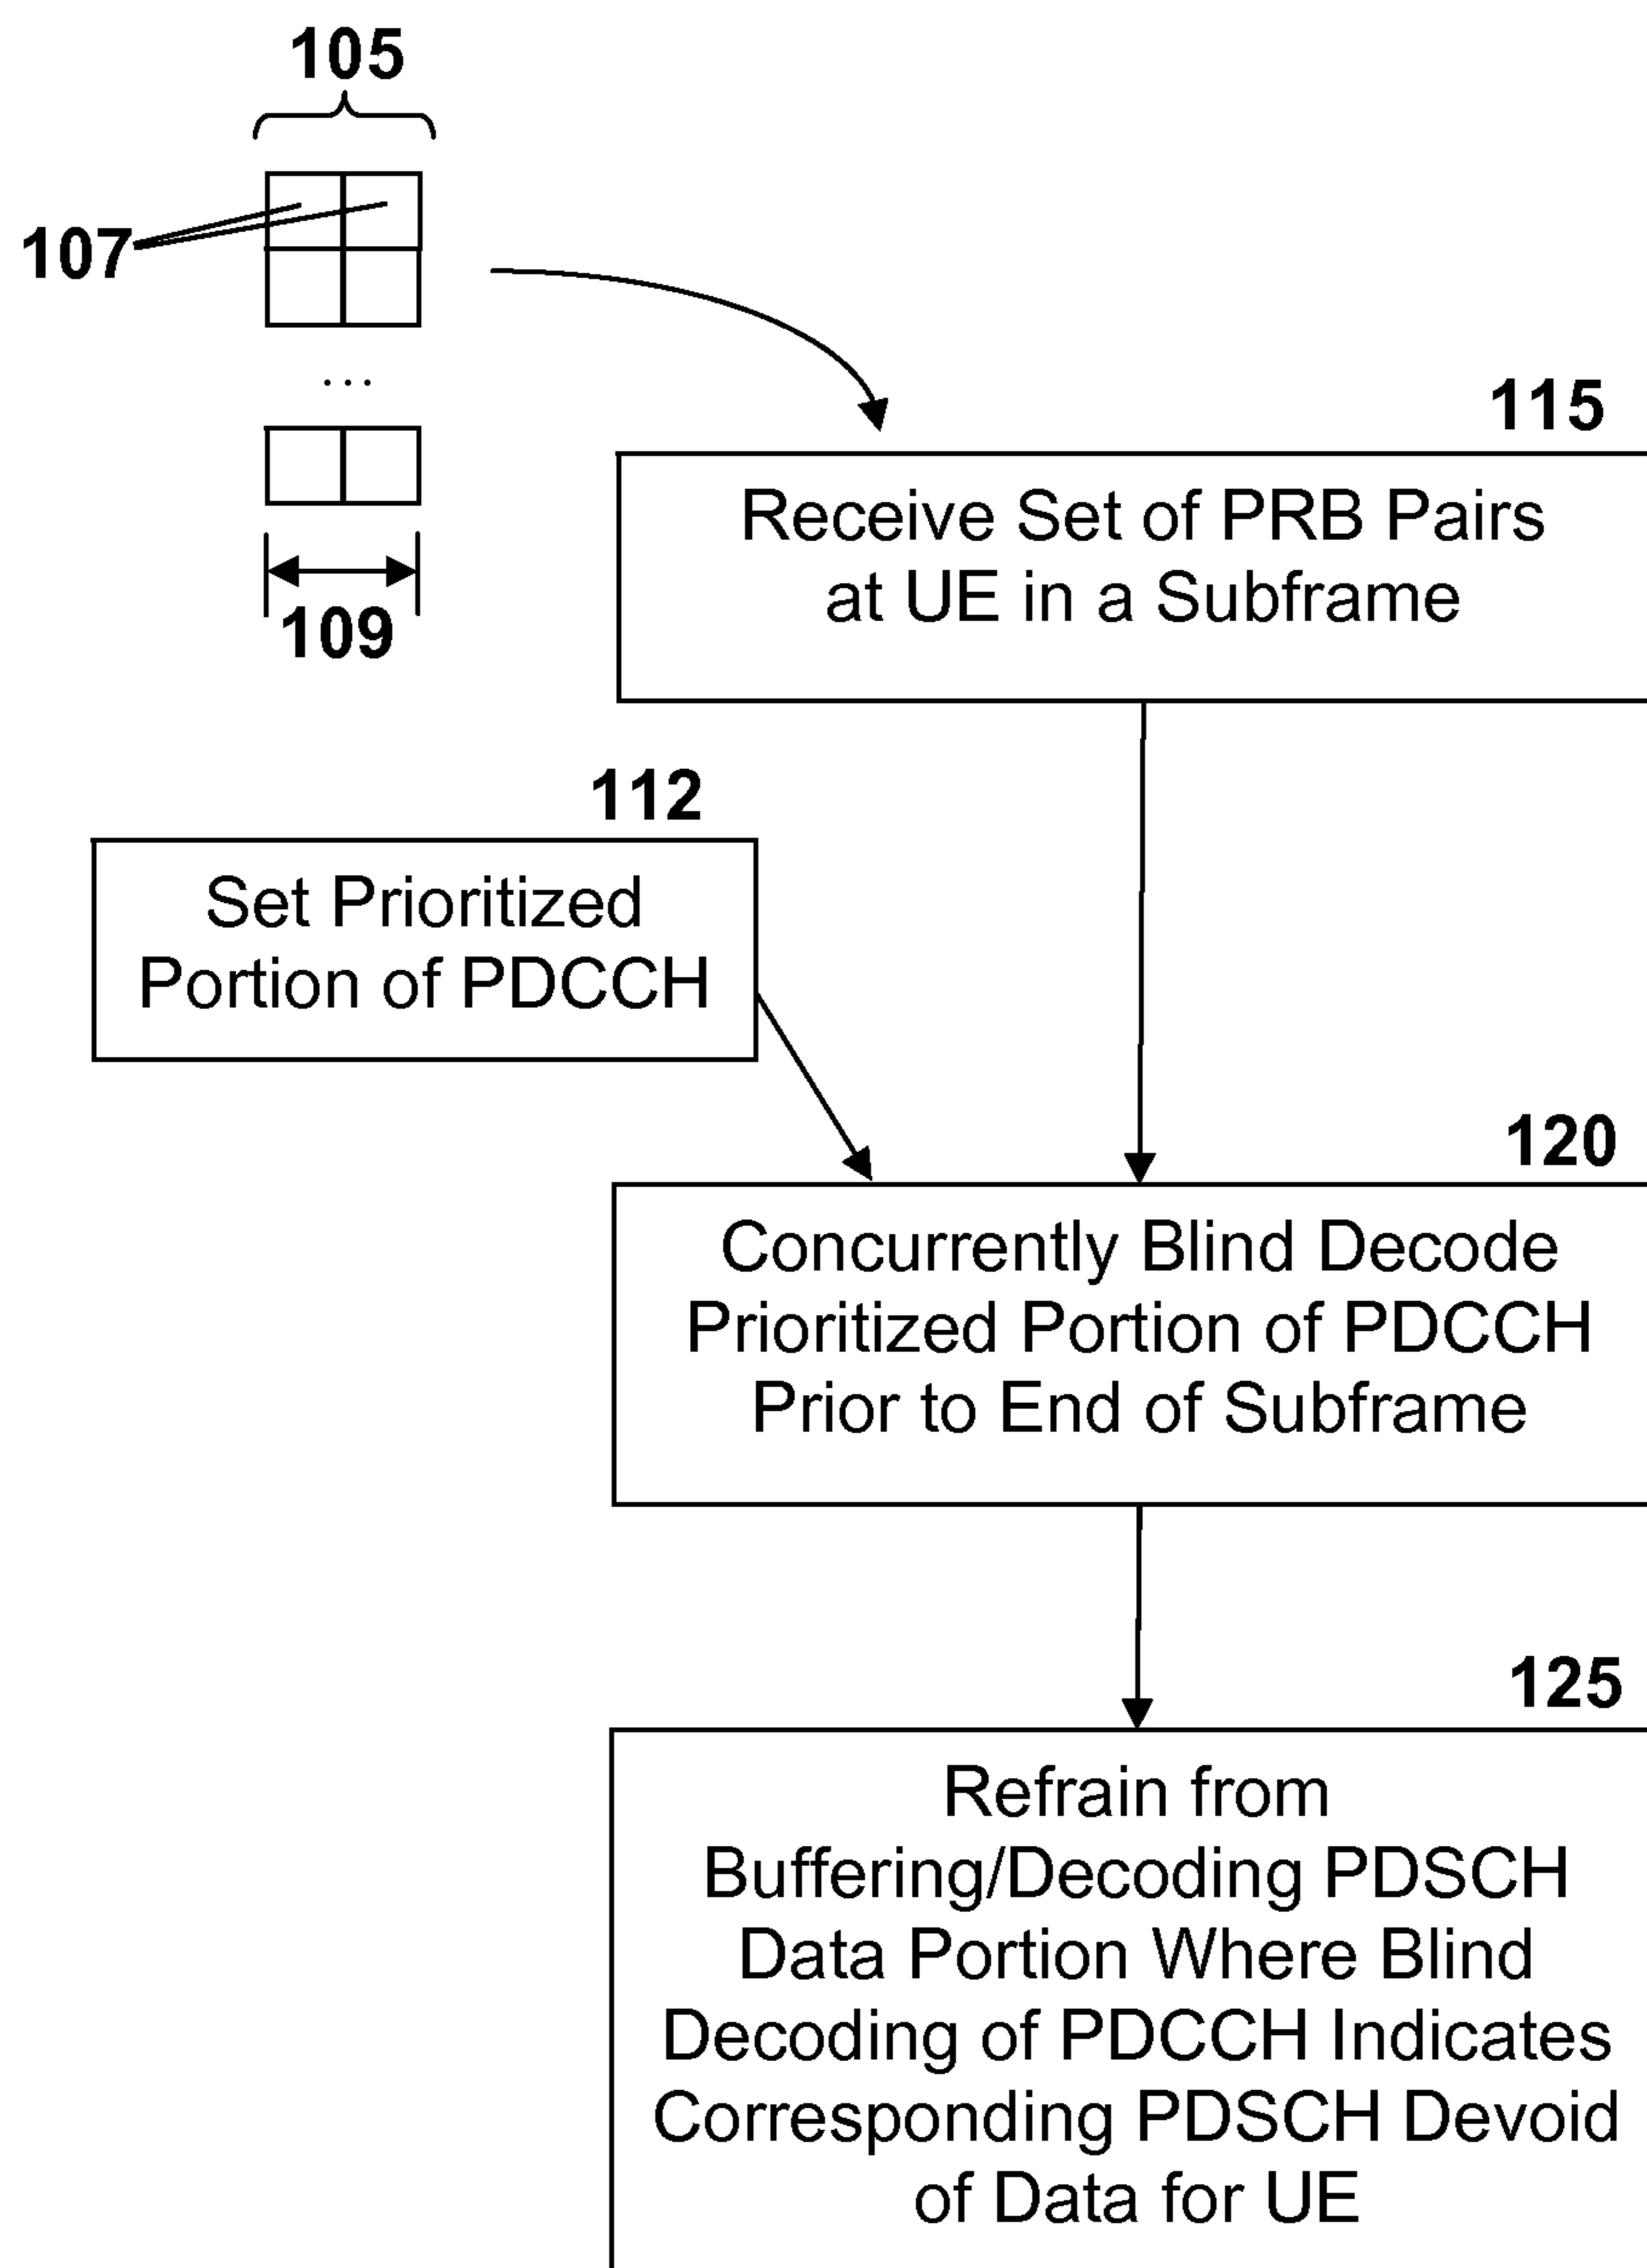 105
107
...
109
115
Receive Set of PRB Pairs
at UE in a Subframe
112
Set Prioritized
Portion of PDCCH
120
Concurrently Blind Decode
Prioritized Portion of PDCCH
Prior to End of Subframe
125
Refrain from
Buffering/Decoding PDSCH
Data Portion Where Blind
Decoding of PDCCH Indicates
Corresponding PDSCH Devoid
of Data for UE